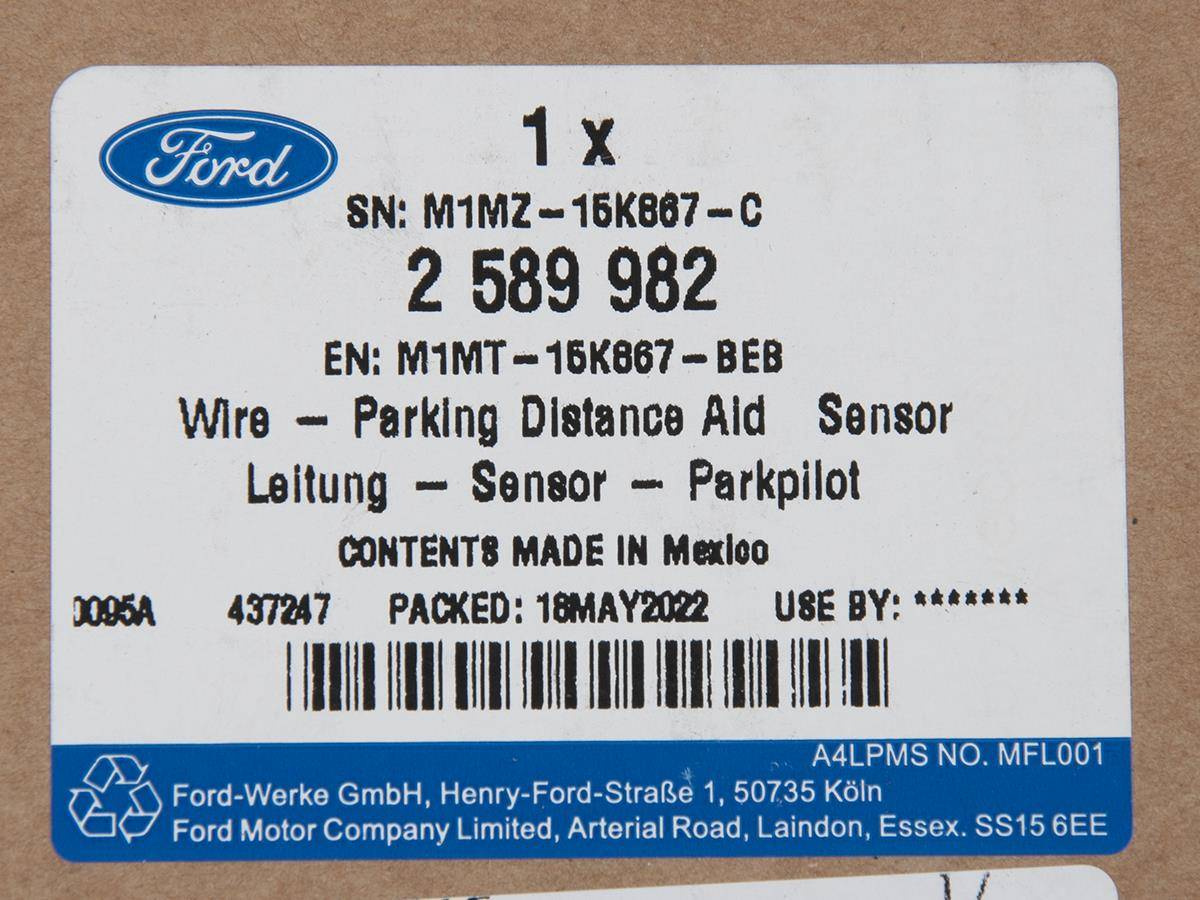 Ford
1 x
SN: M1MZ-15K867-C
2 589 982
EN: M1MT-15K867-BEB
Wire - Parking Distance Aid Sensor
Leitung - Sensor - Parkpilot
CONTENTS MADE IN Mexico
0095A 437247 PACKED: 18MAY2022 USE BY: *******
A4LPMS NO. MFL001
Ford-Werke GmbH, Henry-Ford-Straße 1, 50735 Köln
Ford Motor Company Limited, Arterial Road, Laindon, Essex. SS15 6EE